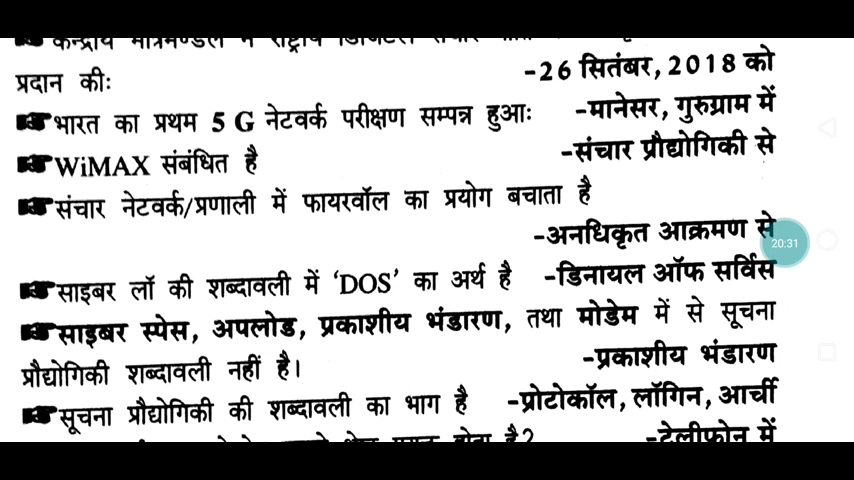 प्रदान की: -26 सितंबर, 2018 को
भारत का प्रथम 5 G नेटवर्क परीक्षण सम्पन्न हुआः -मानेसर, गुरुग्राम में
WiMAX संबंधित है -संचार प्रौद्योगिकी से
संचार नेटवर्क/प्रणाली में फायरवॉल का प्रयोग बचाता है
-अनधिकृत आक्रमण से
20:31
साइबर लॉ की शब्दावली में ‘DOS’ का अर्थ है -डिनायल ऑफ सर्विस
साइबर स्पेस, अपलोड, प्रकाशीय भंडारण, तथा मोडेम में से सूचना
प्रौद्योगिकी शब्दावली नहीं है। -प्रकाशीय भंडारण
सूचना प्रौद्योगिकी की शब्दावली का भाग है -प्रोटोकॉल, लॉगिन, आर्ची
-टेलीफोन में